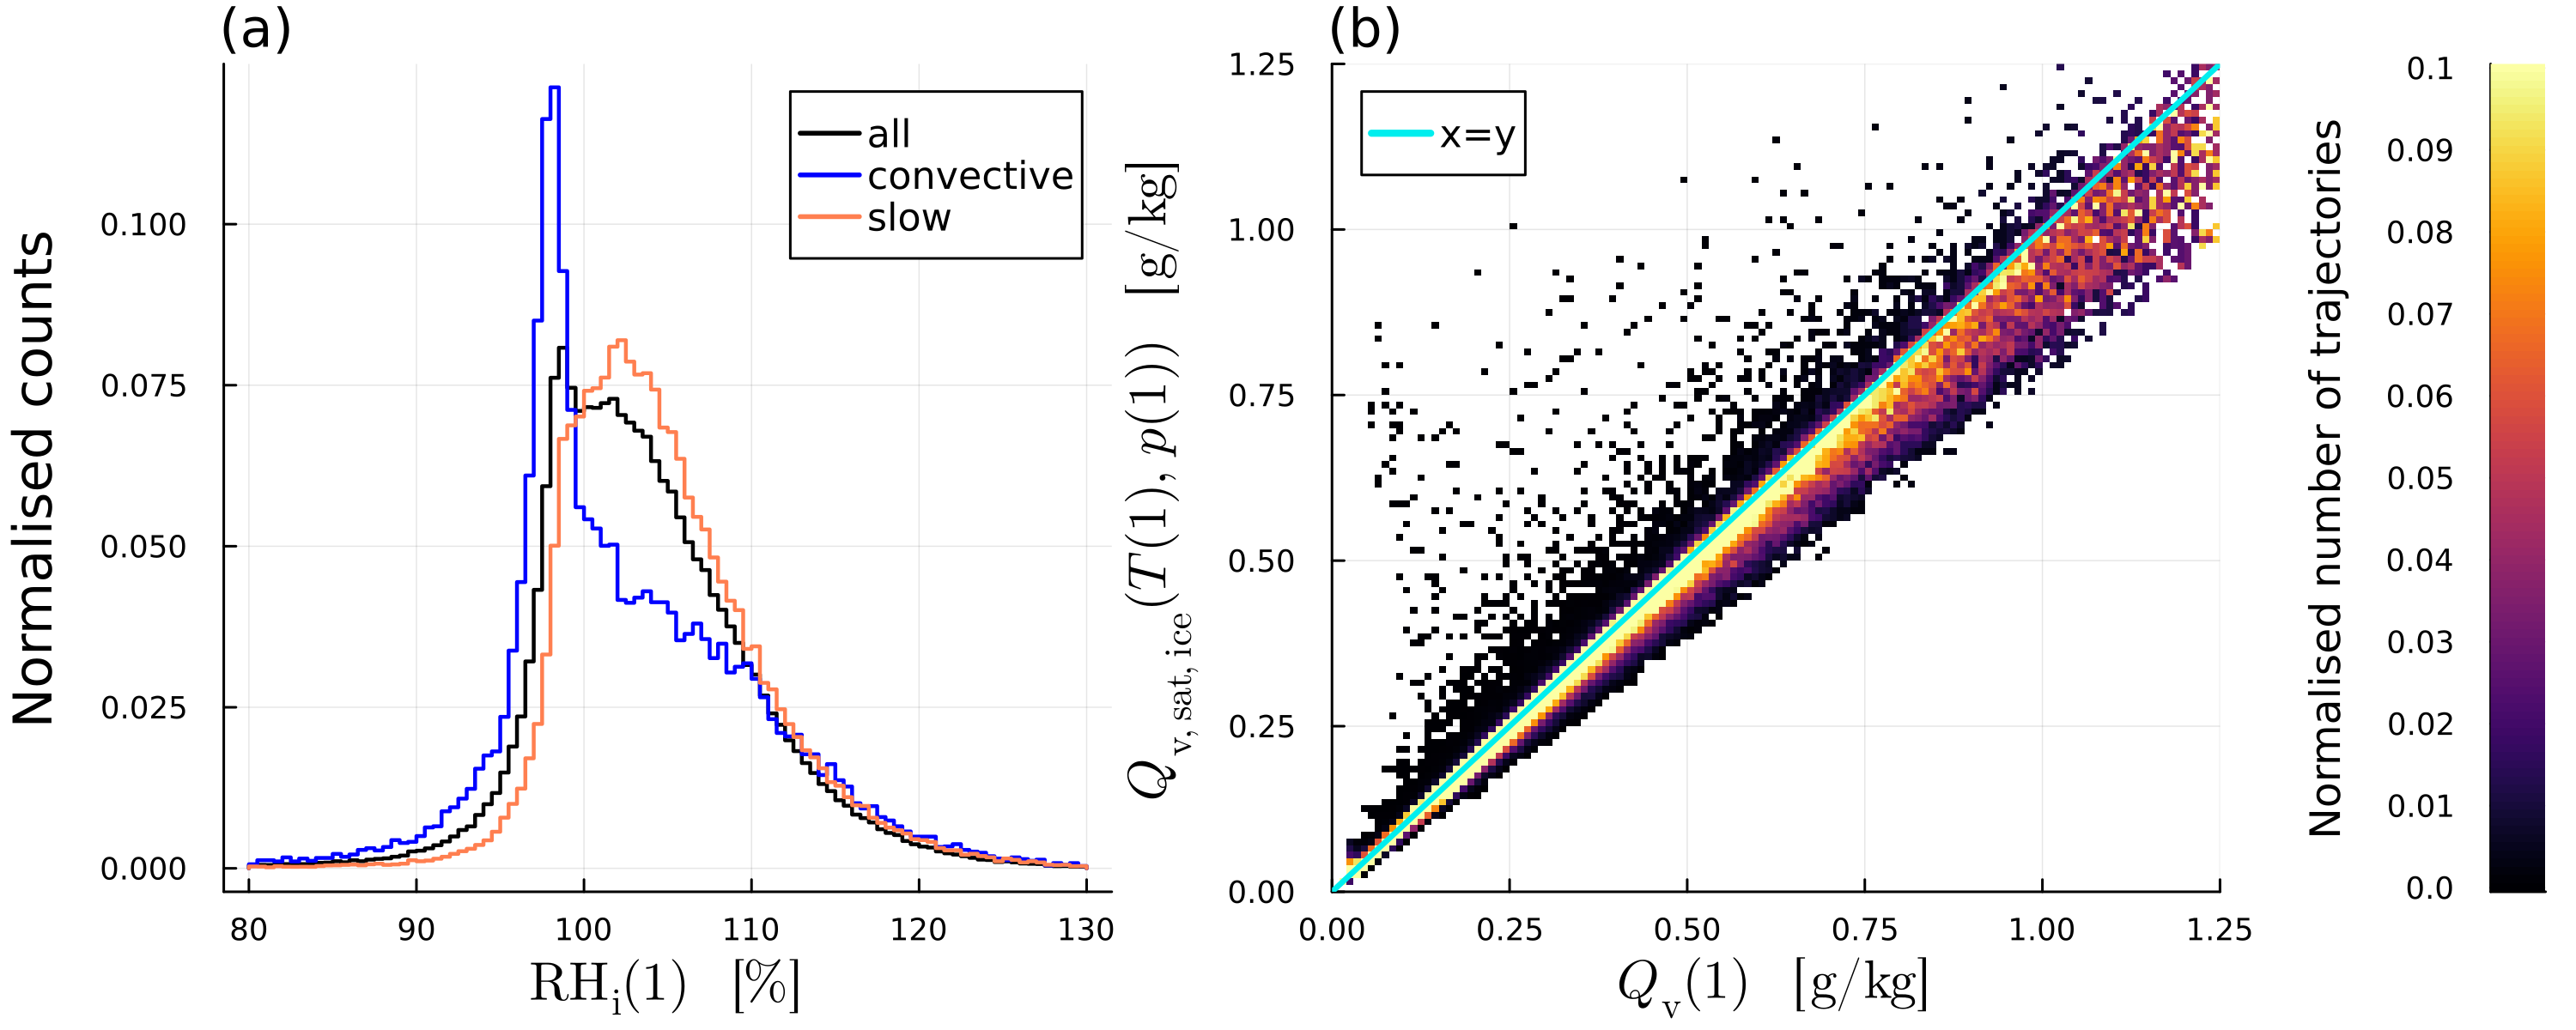 (a)
Normalised counts
0.100
0.075
0.050
0.025
0.000
all
convective
slow
80 90 100 110 120 130
RH_i(1) [%]
(b)
Q_{v, sat, ice}(T(1), p(1)) [g/kg]
1.25
1.00
0.75
0.50
0.25
0.00
x=y
0.00 0.25 0.50 0.75 1.00 1.25
Q_v(1) [g/kg]
Normalised number of trajectories
0.1
0.09
0.08
0.07
0.06
0.05
0.04
0.03
0.02
0.01
0.0